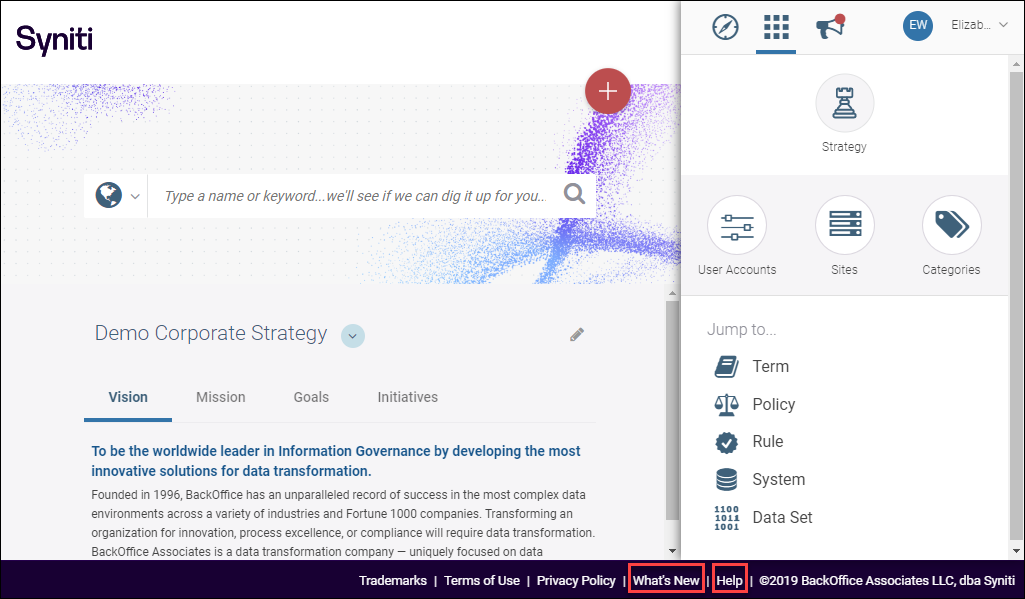 Syniti
EW
Elizab...
Strategy
Type a name or keyword...we'll see if we can dig it up for you..
User Accounts
Sites
Categories
Demo Corporate Strategy
Vision
Mission
Goals
Initiatives
To be the worldwide leader in Information Governance by developing the most
innovative solutions for data transformation.
Founded in 1996, BackOffice has an unparalleled record of success in the most complex data
environments across a variety of industries and Fortune 1000 companies. Transforming an
organization for innovation, process excellence, or compliance will require data transformation.
BackOffice Associates is a data transformation company — uniquely focused on data
Jump to...
Term
Policy
Rule
System
1100
1011
1001
Data Set
Trademarks | Terms of Use | Privacy Policy | What's New | Help | ©2019 BackOffice Associates LLC, dba Syniti